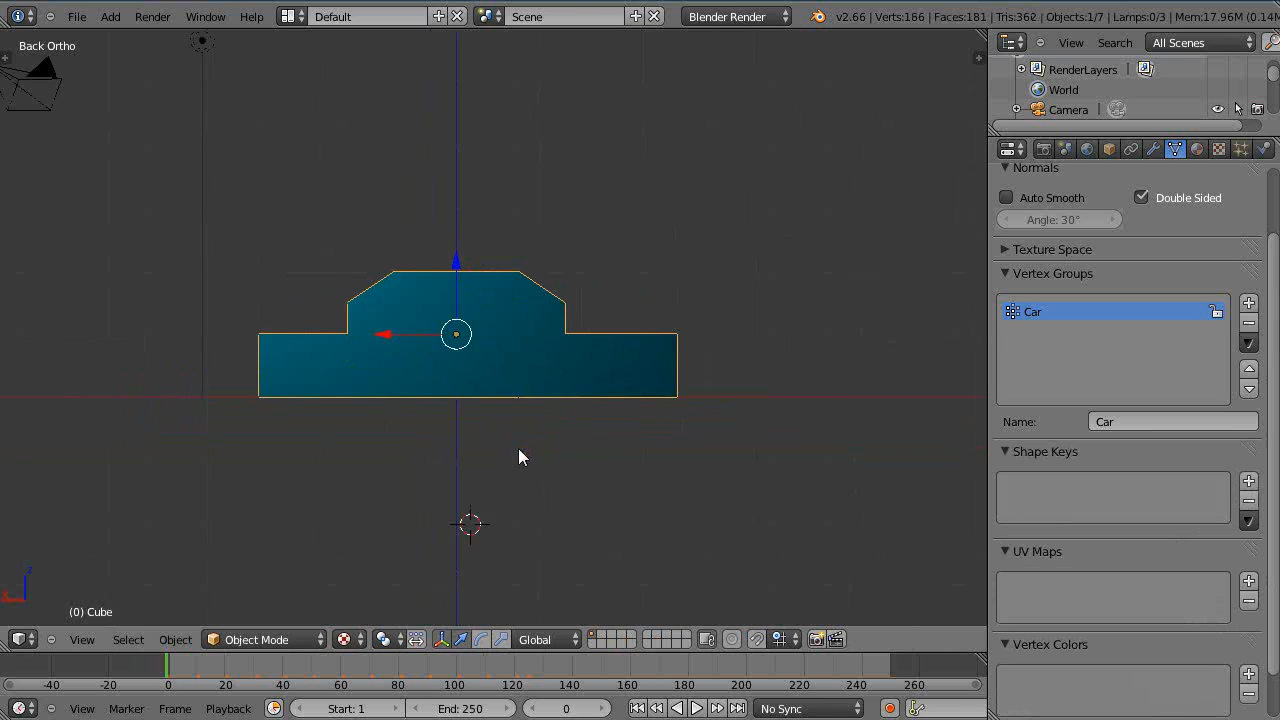 File Add Render Window Help Default Scene Blender Render v2.66 | Verts:166 | Faces:181 | Tris:362 | Objects:1/7 | Lamps:0/3 | Mem:17.96M (0.14M
Back Ortho
View Search All Scenes
RenderLayers
World
Camera
Normals
Auto Smooth Double Sided
Angle: 30°
Texture Space
Vertex Groups
Car
Name: Car
Shape Keys
UV Maps
z
x
(0) Cube
View Select Object Object Mode Global
Vertex Colors
-40 -20 0 20 40 60 80 100 120 140 160 180 200 220 240 260
View Marker Frame Playback Start: 1 End: 250 0 No Sync